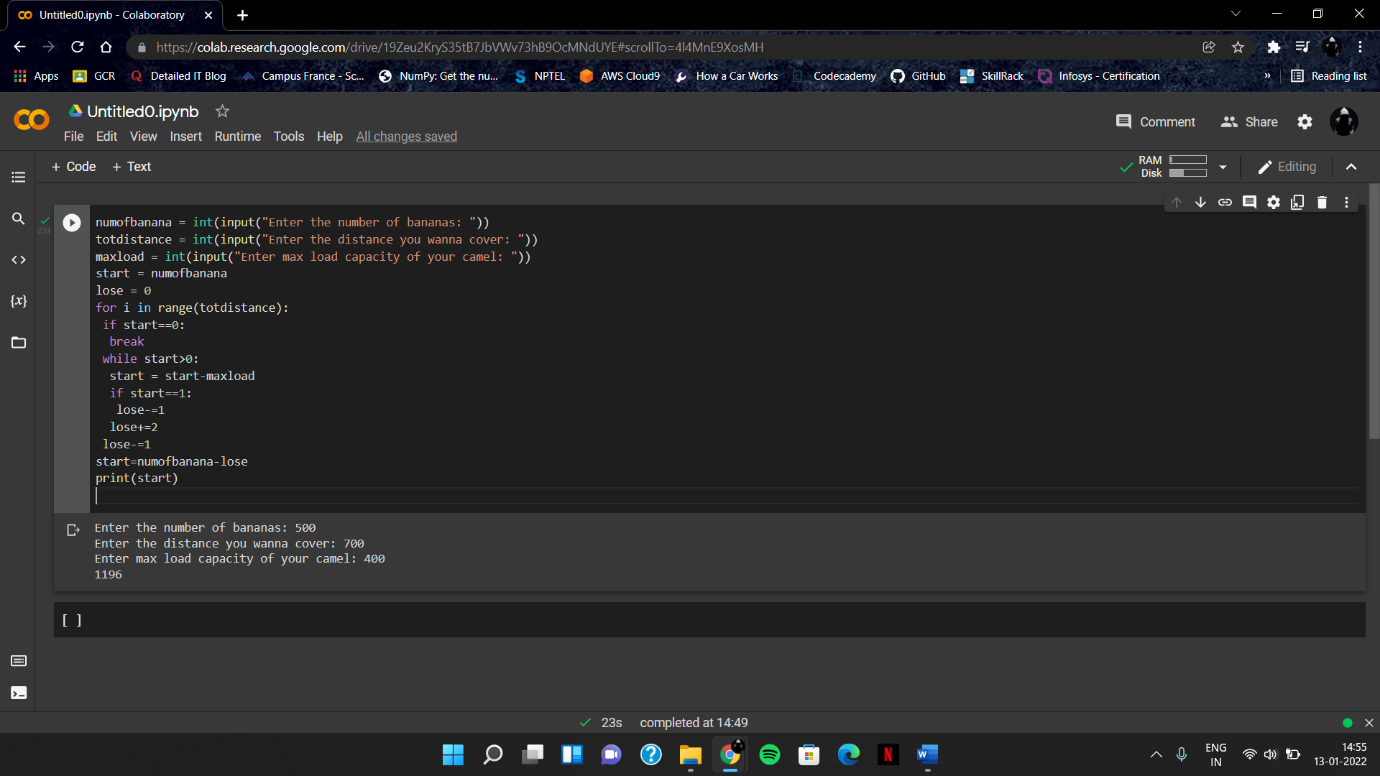 Untitled0.ipynb - Colaboratory
https://colab.research.google.com/drive/19Zeu2KryS35tB7JbVWv73hB9OcMNdUYE#scrollTo=4l4MnE9XosMH
Apps GCR Detailed IT Blog Campus France - Sc... NumPy: Get the nu... NPTEL AWS Cloud9 How a Car Works Codecademy GitHub SkillRack Infosys - Certification » Reading list
Untitled0.ipynb
File Edit View Insert Runtime Tools Help All changes saved
Comment Share
+ Code + Text
RAM
Disk
Editing
23s
numofbanana = int(input("Enter the number of bananas: "))
totdistance = int(input("Enter the distance you wanna cover: "))
maxload = int(input("Enter max load capacity of your camel: "))
start = numofbanana
lose = 0
for i in range(totdistance):
 if start==0:
  break
 while start>0:
  start = start-maxload
  if start==1:
   lose-=1
  lose+=2
 lose-=1
start=numofbanana-lose
print(start)
Enter the number of bananas: 500
Enter the distance you wanna cover: 700
Enter max load capacity of your camel: 400
1196
[ ]
23s completed at 14:49
ENG
IN
14:55
13-01-2022